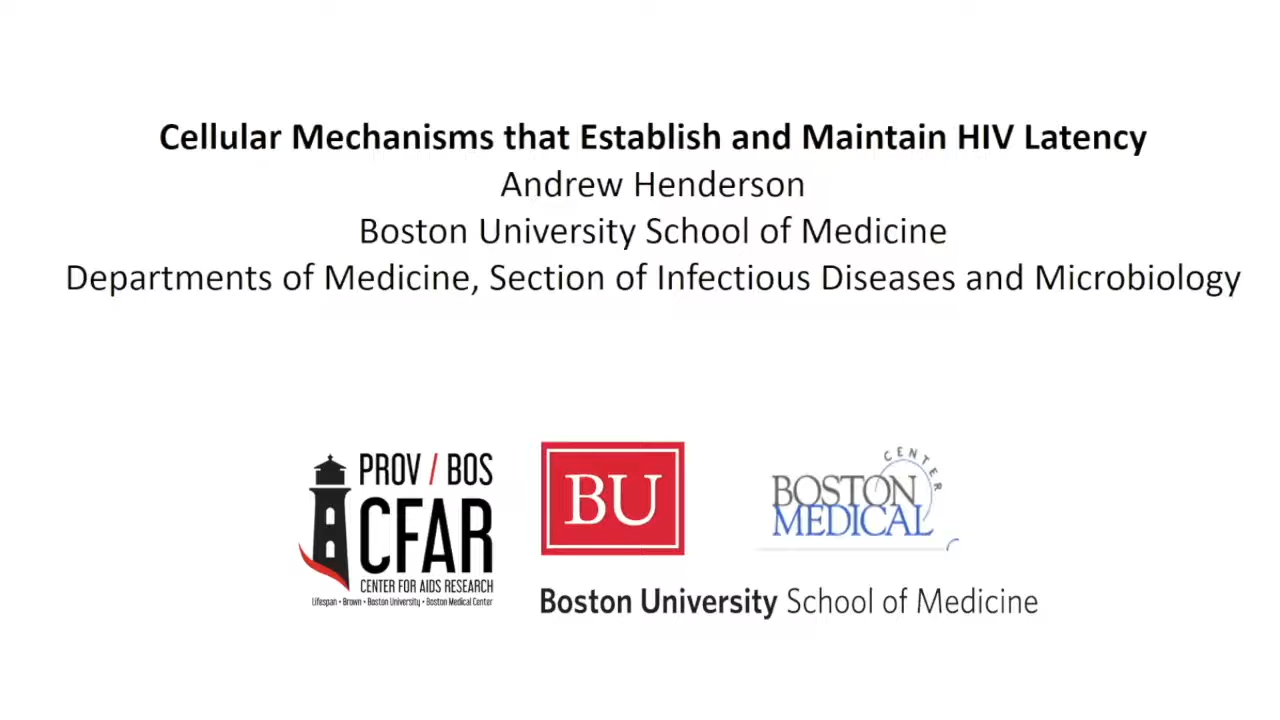 Cellular Mechanisms that Establish and Maintain HIV Latency
Andrew Henderson
Boston University School of Medicine
Departments of Medicine, Section of Infectious Diseases and Microbiology
PROV / BOS
CFAR
CENTER FOR AIDS RESEARCH
Lifespan • Brown • Boston University • Boston Medical Center
BU
BOSTON
MEDICAL
CENTER
Boston University School of Medicine